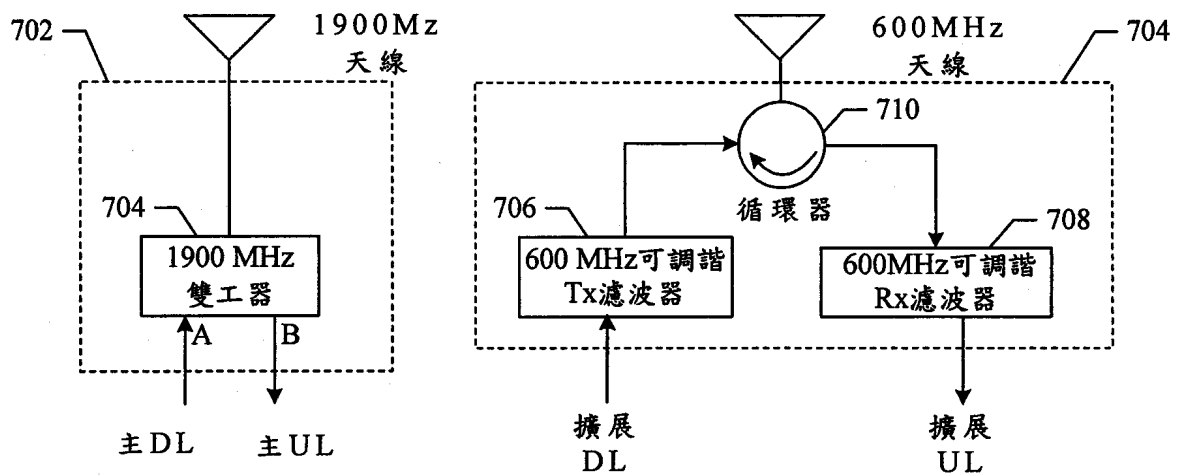 702
1900Mz
天線
704
1900 MHz
雙工器
A
B
主DL
主UL
600MHz
天線
704
710
循環器
706
600 MHz可調諧
Tx濾波器
708
600MHz可調諧
Rx濾波器
擴展
DL
擴展
UL